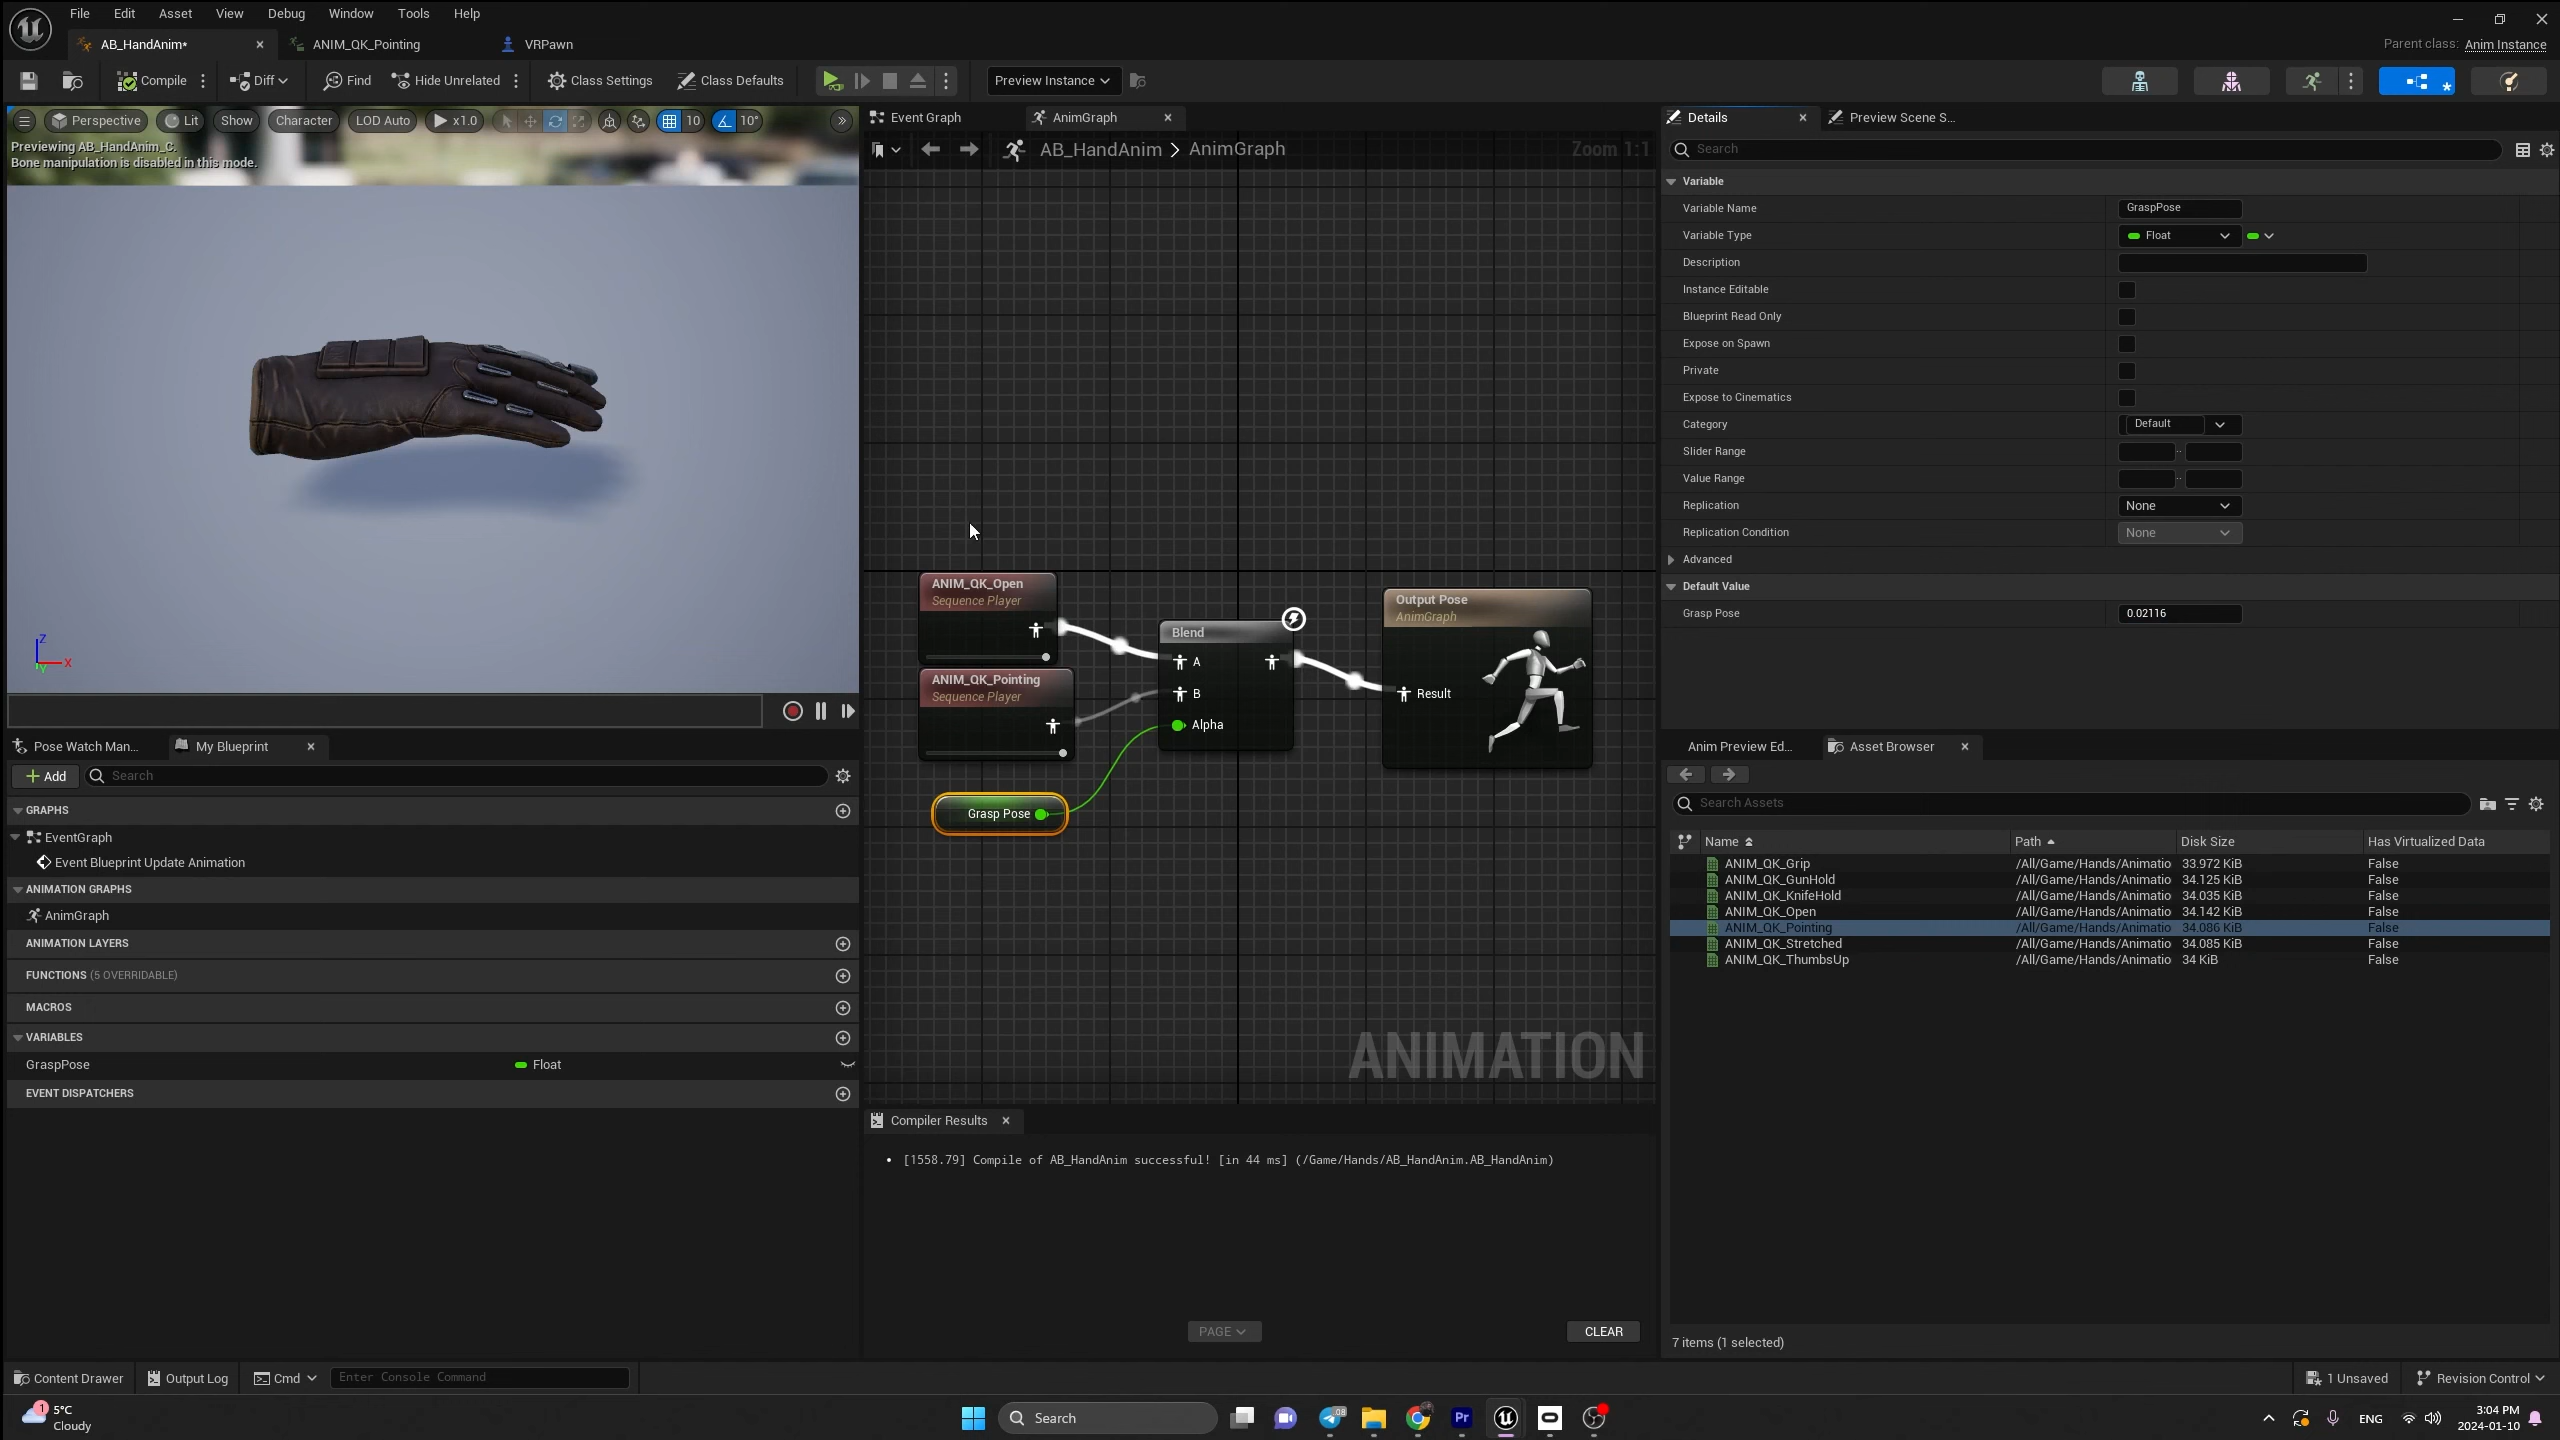 File Edit Asset View Debug Window Tools Help
AB_HandAnim* ANIM_QK_Pointing VRPawn
Parent class: Anim Instance
Compile Diff Find Hide Unrelated Class Settings Class Defaults Preview Instance
Perspective Lit Show Character LOD Auto x1.0 10 10°
Previewing AB_HandAnim_C.
Bone manipulation is disabled in this mode.
Z
X
Y
Pose Watch Man... My Blueprint
Add Search
GRAPHS
EventGraph
Event Blueprint Update Animation
ANIMATION GRAPHS
AnimGraph
ANIMATION LAYERS
FUNCTIONS (5 OVERRIDABLE)
MACROS
VARIABLES
GraspPose Float
EVENT DISPATCHERS
Event Graph AnimGraph
AB_HandAnim > AnimGraph Zoom 1:1
ANIM_QK_Open
Sequence Player
ANIM_QK_Pointing
Sequence Player
Grasp Pose
Blend
A
B
Alpha
Output Pose
AnimGraph
Result
ANIMATION
Compiler Results
[1558.79] Compile of AB_HandAnim successful! [in 44 ms] (/Game/Hands/AB_HandAnim.AB_HandAnim)
PAGE CLEAR
Details Preview Scene S...
Search
Variable
Variable Name GraspPose
Variable Type Float
Description
Instance Editable
Blueprint Read Only
Expose on Spawn
Private
Expose to Cinematics
Category Default
Slider Range ..
Value Range ..
Replication None
Replication Condition None
Advanced
Default Value
Grasp Pose 0.02116
Anim Preview Ed... Asset Browser
Search Assets
Name Path Disk Size Has Virtualized Data
ANIM_QK_Grip /All/Game/Hands/Animatio 33.972 KiB False
ANIM_QK_GunHold /All/Game/Hands/Animatio 34.125 KiB False
ANIM_QK_KnifeHold /All/Game/Hands/Animatio 34.035 KiB False
ANIM_QK_Open /All/Game/Hands/Animatio 34.142 KiB False
ANIM_QK_Pointing /All/Game/Hands/Animatio 34.086 KiB False
ANIM_QK_Stretched /All/Game/Hands/Animatio 34.085 KiB False
ANIM_QK_ThumbsUp /All/Game/Hands/Animatio 34 KiB False
7 items (1 selected)
Content Drawer Output Log Cmd Enter Console Command 1 Unsaved Revision Control
1 5°C
Cloudy
Search
Pr
ENG
3:04 PM
2024-01-10